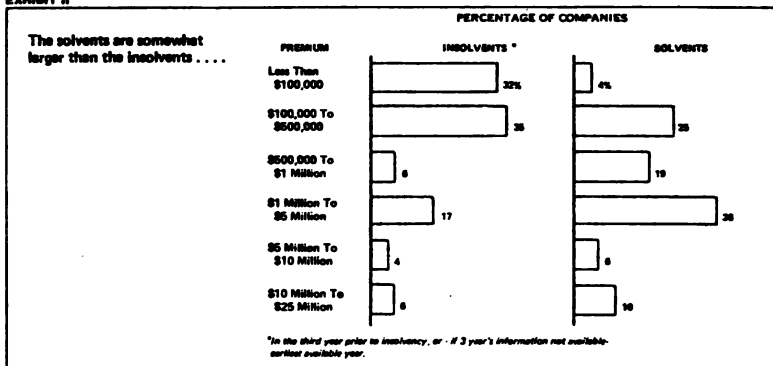 EXHIBIT II
PERCENTAGE OF COMPANIES
The solvents are somewhat
larger than the insolvents . . . .
PREMIUM INSOLVENTS * SOLVENTS
Less Than
$100,000 32% 4%
$100,000 To
$500,000 35 25
$500,000 To
$1 Million 6 19
$1 Million To
$5 Million 17 36
$5 Million To
$10 Million 4 6
$10 Million To
$25 Million 6 10
*In the third year prior to insolvency, or - if 3 year's information not available-
earliest available year.